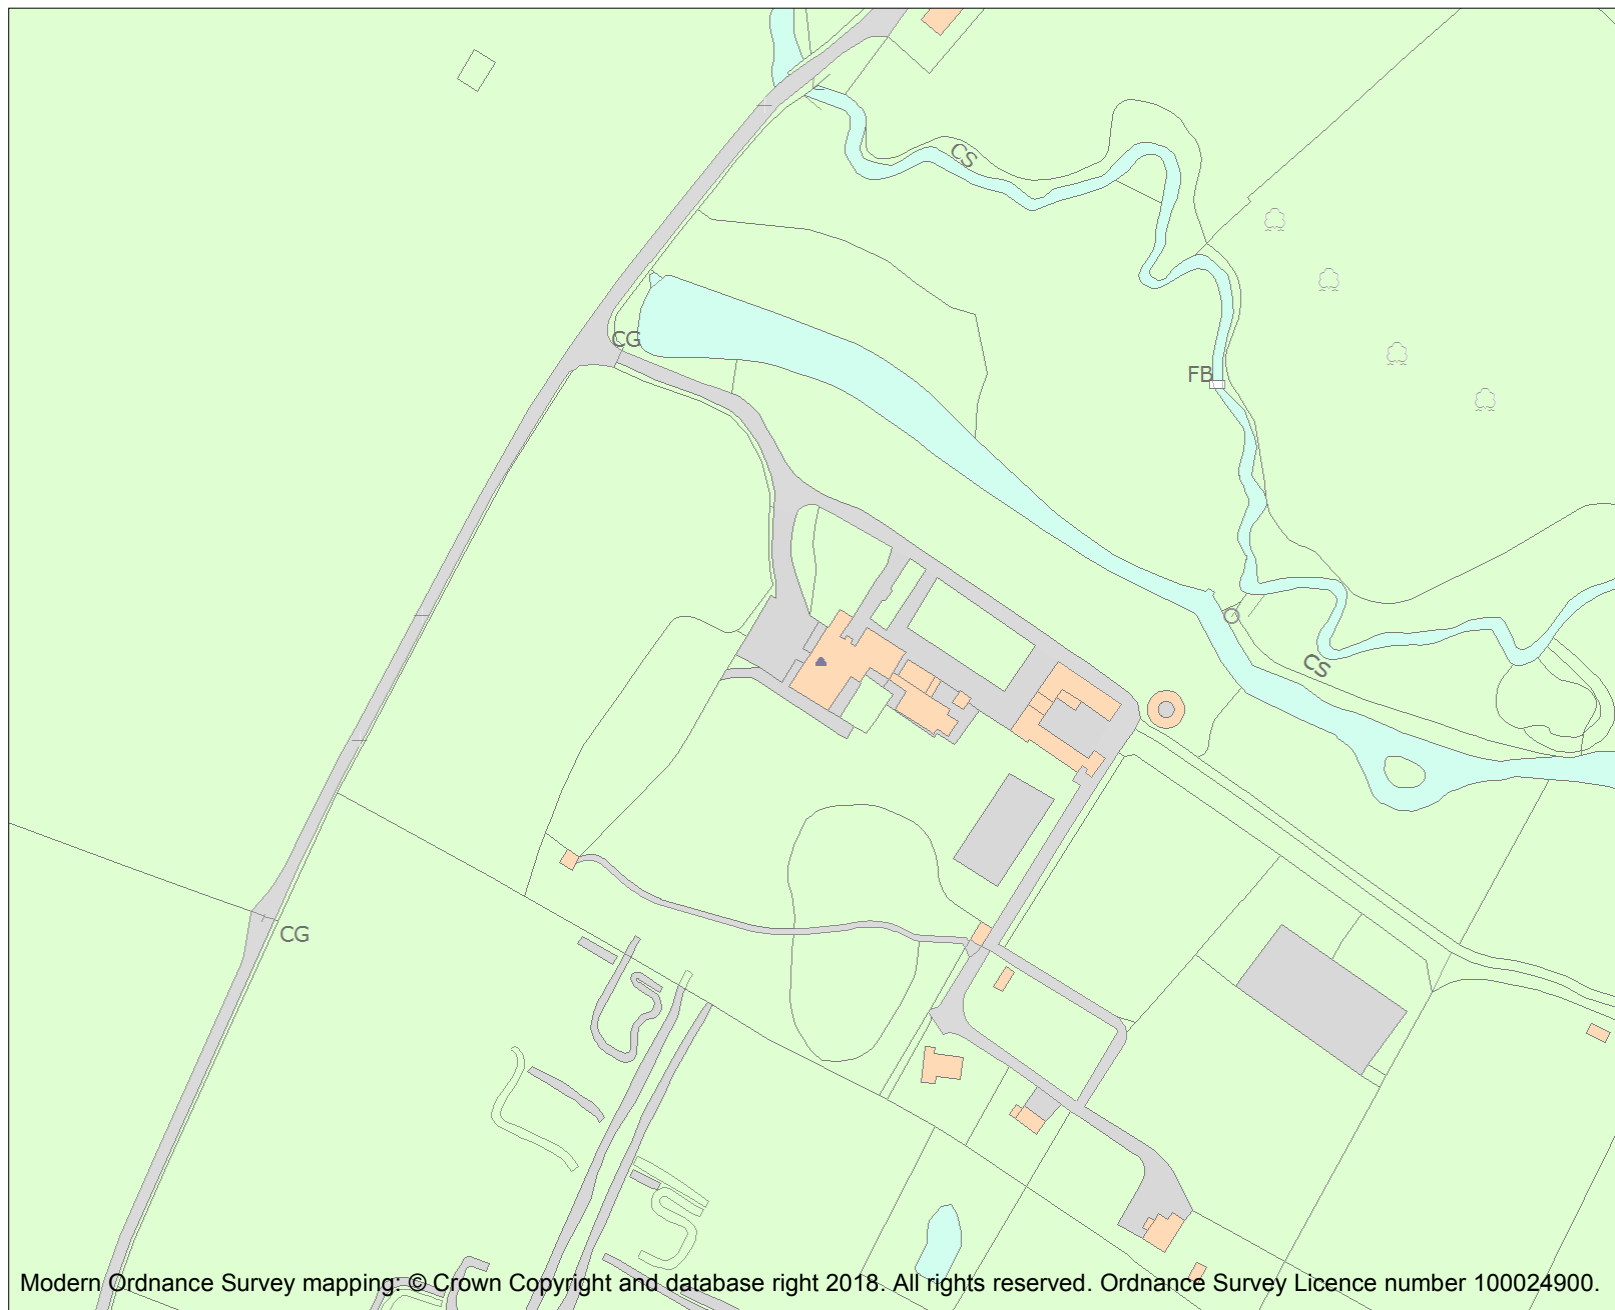 CS
CG
FB
CS
CG
Modern Ordnance Survey mapping: © Crown Copyright and database right 2018. All rights reserved. Ordnance Survey Licence number 100024900.